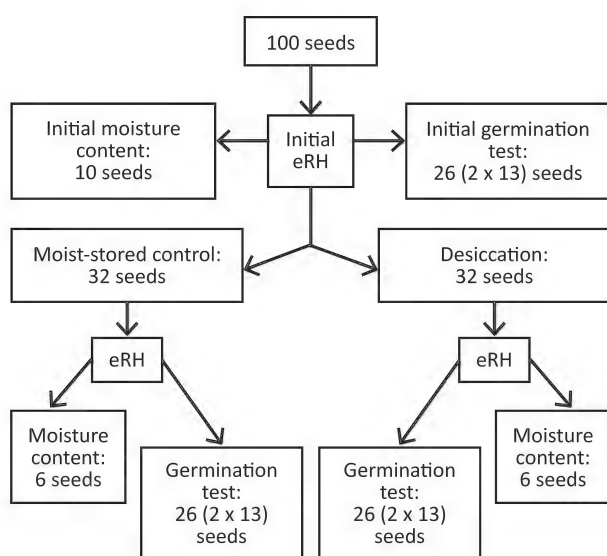 100 seeds
Initial moisture
content:
10 seeds
Initial
eRH
Initial germination
test:
26 (2 x 13) seeds
Moist-stored control:
32 seeds
Desiccation:
32 seeds
eRH
eRH
Moisture
content:
6 seeds
Germination
test:
26 (2 x 13)
seeds
Germination
test:
26 (2 x 13)
seeds
Moisture
content:
6 seeds